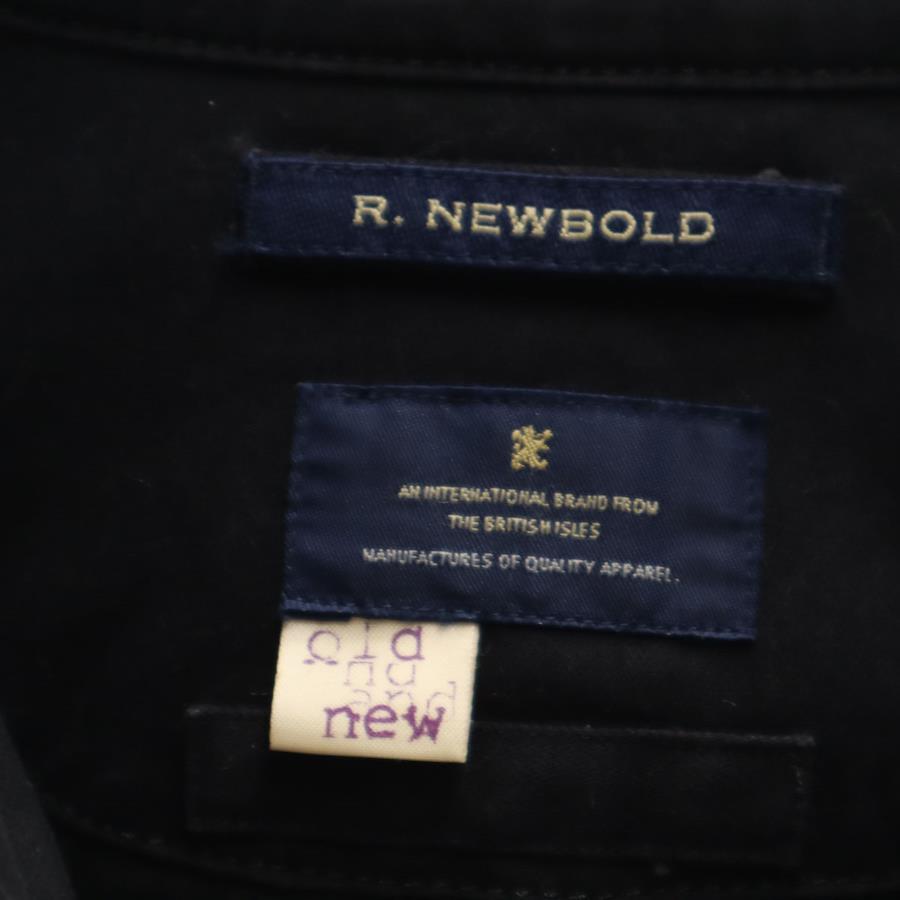 R. NEWBOLD
AN INTERNATIONAL BRAND FROM
THE BRITISH ISLES
MANUFACTURES OF QUALITY APPAREL.
old
and
new